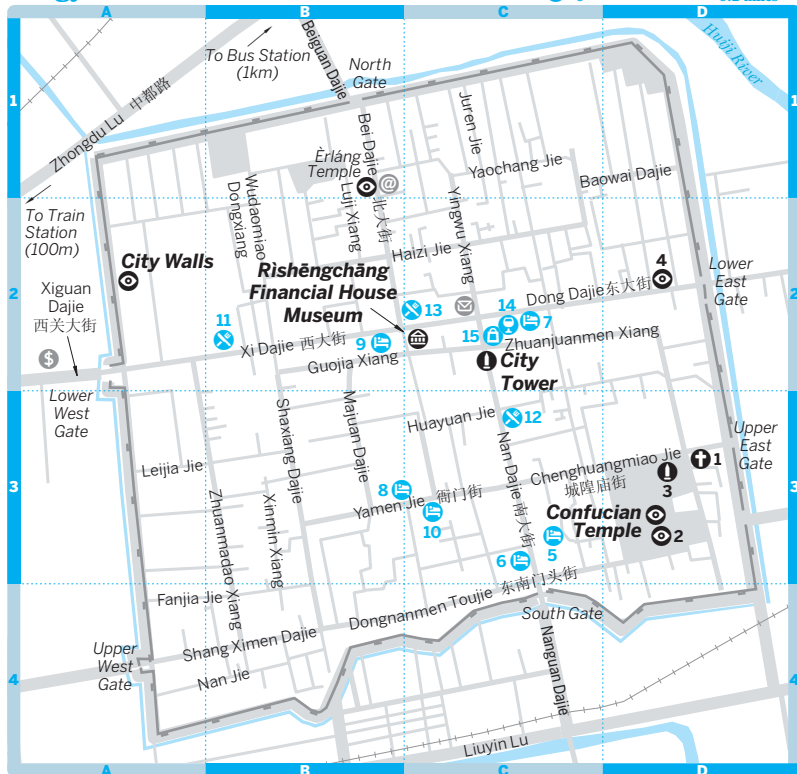 A
B
C
D
To Bus Station
(1km)
Beiguan Dajie
North
Gate
Huiji River
1
1
Zhongdu Lu 中都路
Bei Dajie 北大街
Juren Jie
Yaochang Jie
Èrláng
Temple
@
Baowai Dajie
Wudaomiao
Dongxiang
Luji Xiang
Yingwu Xiang
To Train
Station
(100m)
Haizi Jie
City Walls
4
Lower
East Gate
Rìshēngchāng
Financial House
Museum
2
2
Xiguan
Dajie
西关大街
Dong Dajie 东大街
13
14
7
11
Xi Dajie 西大街
9
15
Zhuanjuanmen Xiang
$
Guojia Xiang
City
Tower
Lower
West
Gate
Shaxiang Dajie
Majuan Dajie
Huayuan Jie
12
Upper
East
Gate
Leijia Jie
Nan Dajie 南大街
Chenghuangmiao Jie
城隍庙街
1
3
3
3
8
Yamen Jie 衙门街
10
Zhuanmadao Xiang
Xinmin Xiang
Confucian
Temple
2
5
6
Fanjia Jie
Dongnanmen Toujie 东南门头街
South Gate
Shang Ximen Dajie
Upper
West
Gate
Nan Jie
Nanguan Dajie
4
4
Liuyin Lu
A
B
C
D